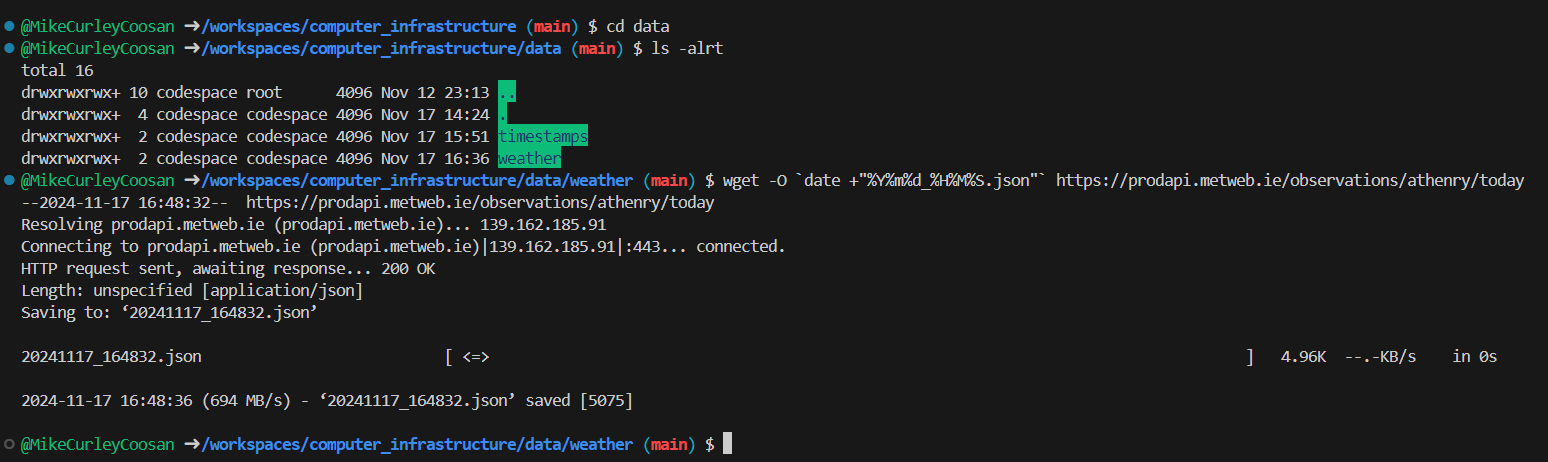 @MikeCurleyCoosan ➜/workspaces/computer_infrastructure (main) $ cd data
@MikeCurleyCoosan ➜/workspaces/computer_infrastructure/data (main) $ ls -alrt
total 16
drwxrwxrwx+ 10 codespace root      4096 Nov 12 23:13 ..
drwxrwxrwx+  4 codespace codespace 4096 Nov 17 14:24 .
drwxrwxrwx+  2 codespace codespace 4096 Nov 17 15:51 timestamps
drwxrwxrwx+  2 codespace codespace 4096 Nov 17 16:36 weather
@MikeCurleyCoosan ➜/workspaces/computer_infrastructure/data/weather (main) $ wget -O `date +"%Y%m%d_%H%M%S.json"` https://prodapi.metweb.ie/observations/athenry/today
--2024-11-17 16:48:32--  https://prodapi.metweb.ie/observations/athenry/today
Resolving prodapi.metweb.ie (prodapi.metweb.ie)... 139.162.185.91
Connecting to prodapi.metweb.ie (prodapi.metweb.ie)|139.162.185.91|:443... connected.
HTTP request sent, awaiting response... 200 OK
Length: unspecified [application/json]
Saving to: ‘20241117_164832.json’
20241117_164832.json                           [ <=>                                                                                    ]   4.96K  --.-KB/s    in 0s
2024-11-17 16:48:36 (694 MB/s) - ‘20241117_164832.json’ saved [5075]
@MikeCurleyCoosan ➜/workspaces/computer_infrastructure/data/weather (main) $